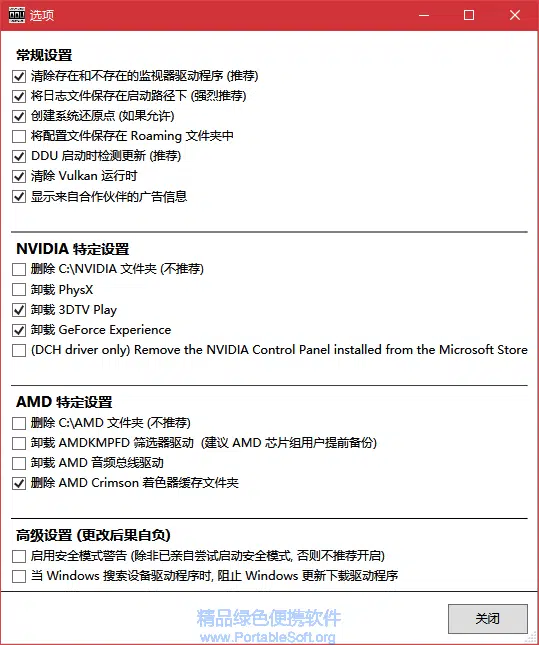 DDU 选项
常规设置
清除存在和不存在的监视器驱动程序 (推荐)
将日志文件保存在启动路径下 (强烈推荐)
创建系统还原点 (如果允许)
将配置文件保存在 Roaming 文件夹中
DDU 启动时检测更新 (推荐)
清除 Vulkan 运行时
显示来自合作伙伴的广告信息
NVIDIA 特定设置
删除 C:\NVIDIA 文件夹 (不推荐)
卸载 PhysX
卸载 3DTV Play
卸载 GeForce Experience
(DCH driver only) Remove the NVIDIA Control Panel installed from the Microsoft Store
AMD 特定设置
删除 C:\AMD 文件夹 (不推荐)
卸载 AMDKMPFD 筛选器驱动 (建议 AMD 芯片组用户提前备份)
卸载 AMD 音频总线驱动
删除 AMD Crimson 着色器缓存文件夹
高级设置 (更改后果自负)
启用安全模式警告 (除非已亲自尝试启动安全模式, 否则不推荐开启)
当 Windows 搜索设备驱动程序时, 阻止 Windows 更新下载驱动程序
精品绿色便携软件
www.PortableSoft.org
关闭